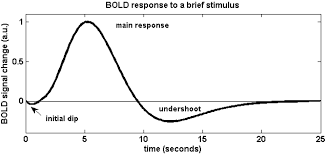 BOLD response to a brief stimulus
BOLD signal change (a.u.)
1
0.5
0
main response
initial dip
undershoot
0
5
10
15
20
25
time (seconds)